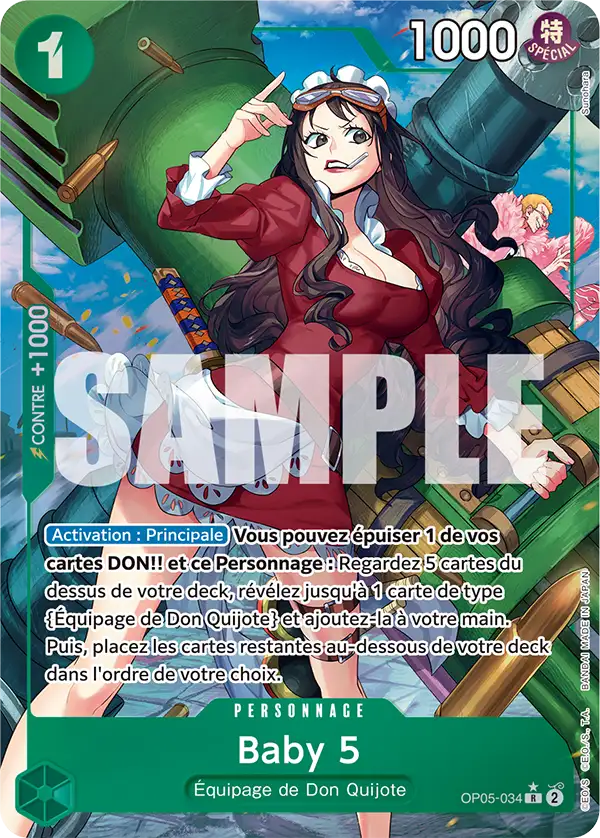 1
1000
特
SPÉCIAL
Sunohara
CONTRE +1000
SAMPLE
Activation : Principale Vous pouvez épuiser 1 de vos
cartes DON!! et ce Personnage : Regardez 5 cartes du
dessus de votre deck, révélez jusqu'à 1 carte de type
{Équipage de Don Quijote} et ajoutez-la à votre main.
Puis, placez les cartes restantes au-dessous de votre deck
dans l'ordre de votre choix.
PERSONNAGE
Baby 5
Équipage de Don Quijote
OP05-034 R 2
©E.O/S ©E.O./S., T.A. BANDAI MADE IN JAPAN